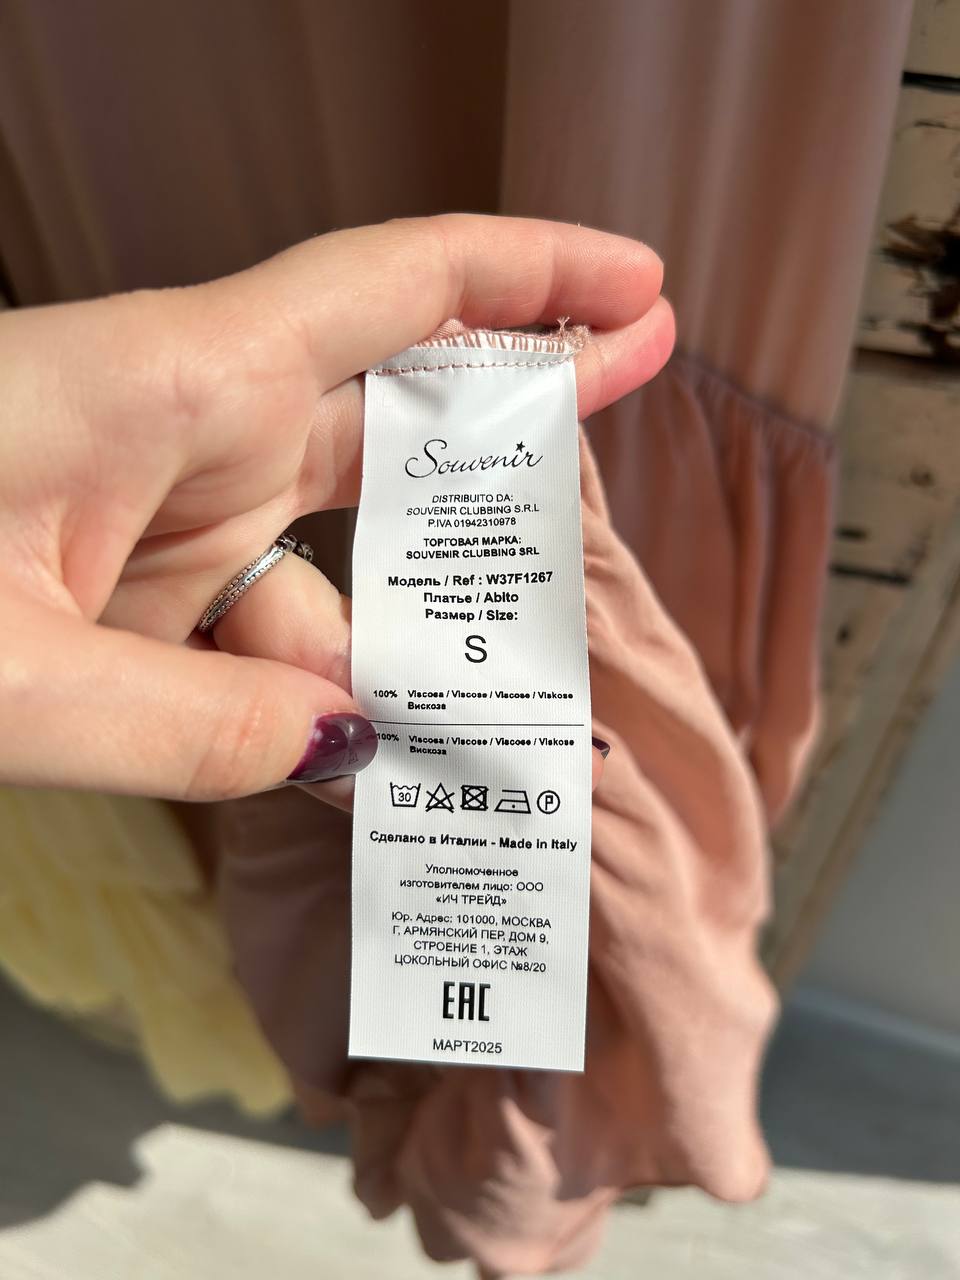 Souvenir
DISTRIBUITO DA:
SOUVENIR CLUBBING S.R.L
P.IVA 01942310978
ТОРГОВАЯ МАРКА:
SOUVENIR CLUBBING SRL
Модель / Ref : W37F1267
Платье / Abito
Размер / Size:
S
100% Viscosa / Viscose / Viscose / Viskose
Вискоза
100% Viscosa / Viscose / Viscose / Viskose
Вискоза
30 P
Сделано в Италии - Made in Italy
Уполномоченное
изготовителем лицо: ООО
«ИЧ ТРЕЙД»
Юр. Адрес: 101000, МОСКВА
Г, АРМЯНСКИЙ ПЕР, ДОМ 9,
СТРОЕНИЕ 1, ЭТАЖ
ЦОКОЛЬНЫЙ ОФИС №8/20
EAC
МАРТ2025